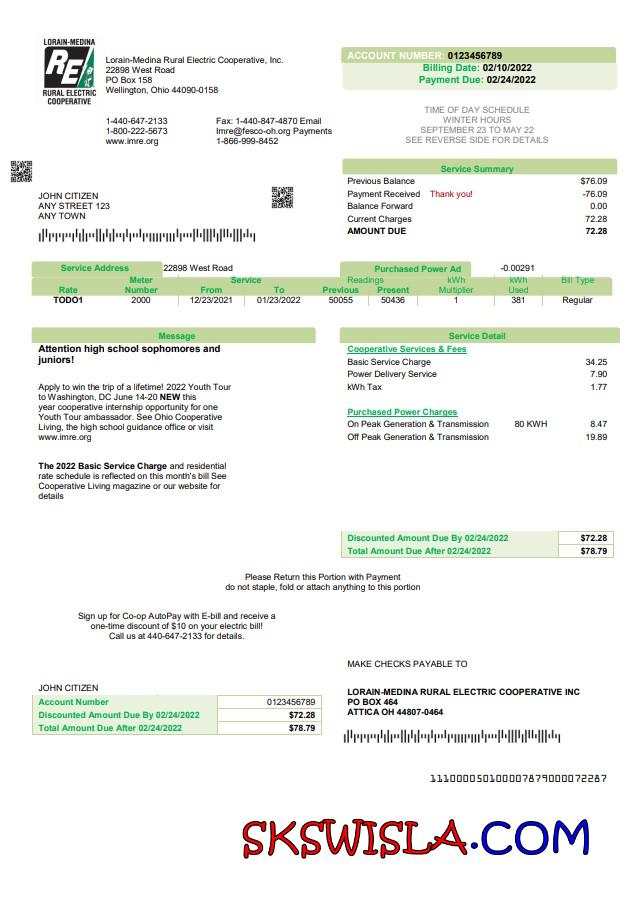 LORAIN-MEDINA
RE
RURAL ELECTRIC
COOPERATIVE
Lorain-Medina Rural Electric Cooperative, Inc.
22898 West Road
PO Box 158
Wellington, Ohio 44090-0158
1-440-647-2133 Fax: 1-440-847-4870 Email
1-800-222-5673 Imre@fesco-oh.org Payments
www.imre.org 1-866-999-8452
ACCOUNT NUMBER: 0123456789
Billing Date: 02/10/2022
Payment Due: 02/24/2022
TIME OF DAY SCHEDULE
WINTER HOURS
SEPTEMBER 23 TO MAY 22
SEE REVERSE SIDE FOR DETAILS
JOHN CITIZEN
ANY STREET 123
ANY TOWN
Service Summary
Previous Balance $76.09
Payment Received Thank you! -76.09
Balance Forward 0.00
Current Charges 72.28
AMOUNT DUE 72.28
Service Address 22898 West Road Purchased Power Ad -0.00291
Meter Service Readings kWh kWh Bill Type
Rate Number From To Previous Present Multiplier Used
TODO1 2000 12/23/2021 01/23/2022 50055 50436 1 381 Regular
Message
Attention high school sophomores and
juniors!
Apply to win the trip of a lifetime! 2022 Youth Tour
to Washington, DC June 14-20 NEW this
year cooperative internship opportunity for one
Youth Tour ambassador. See Ohio Cooperative
Living, the high school guidance office or visit
www.imre.org
The 2022 Basic Service Charge and residential
rate schedule is reflected on this month's bill See
Cooperative Living magazine or our website for
details
Service Detail
Cooperative Services & Fees
Basic Service Charge 34.25
Power Delivery Service 7.90
kWh Tax 1.77
Purchased Power Charges
On Peak Generation & Transmission 80 KWH 8.47
Off Peak Generation & Transmission 19.89
Discounted Amount Due By 02/24/2022 $72.28
Total Amount Due After 02/24/2022 $78.79
Please Return this Portion with Payment
do not staple, fold or attach anything to this portion
Sign up for Co-op AutoPay with E-bill and receive a
one-time discount of $10 on your electric bill!
Call us at 440-647-2133 for details.
MAKE CHECKS PAYABLE TO
JOHN CITIZEN
Account Number 0123456789
Discounted Amount Due By 02/24/2022 $72.28
Total Amount Due After 02/24/2022 $78.79
LORAIN-MEDINA RURAL ELECTRIC COOPERATIVE INC
PO BOX 464
ATTICA OH 44807-0464
111000050100007879000072287
SKSWISLA.COM